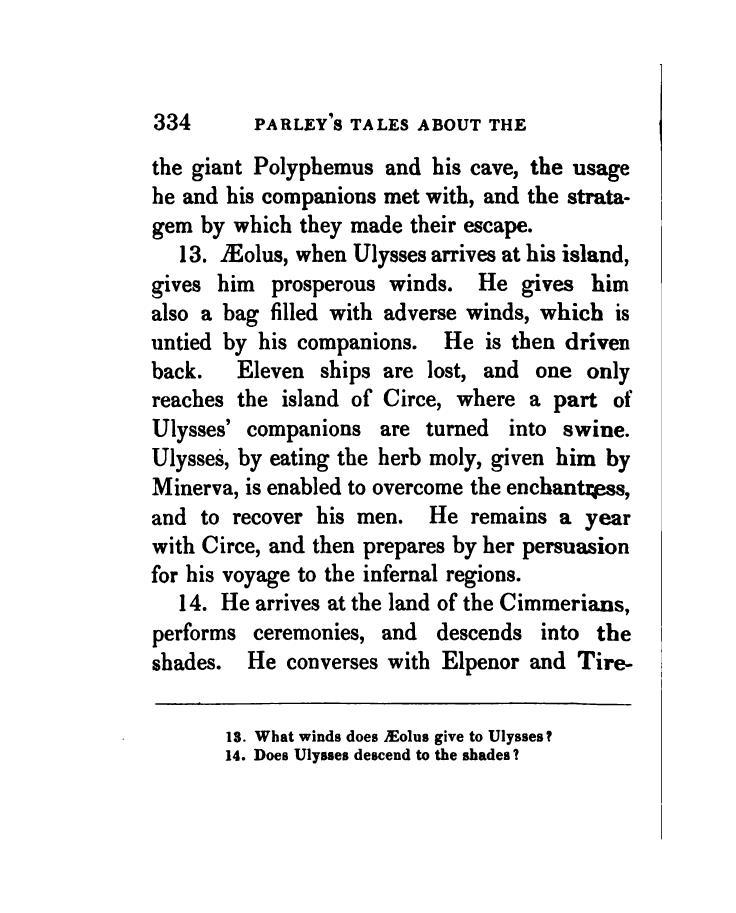 334 PARLEY'S TALES ABOUT THE
the giant Polyphemus and his cave, the usage
he and his companions met with, and the strata-
gem by which they made their escape.
13. Æolus, when Ulysses arrives at his island,
gives him prosperous winds. He gives him
also a bag filled with adverse winds, which is
untied by his companions. He is then driven
back. Eleven ships are lost, and one only
reaches the island of Circe, where a part of
Ulysses' companions are turned into swine.
Ulysses, by eating the herb moly, given him by
Minerva, is enabled to overcome the enchantress,
and to recover his men. He remains a year
with Circe, and then prepares by her persuasion
for his voyage to the infernal regions.
14. He arrives at the land of the Cimmerians,
performs ceremonies, and descends into the
shades. He converses with Elpenor and Tire-
13. What winds does Æolus give to Ulysses?
14. Does Ulysses descend to the shades?